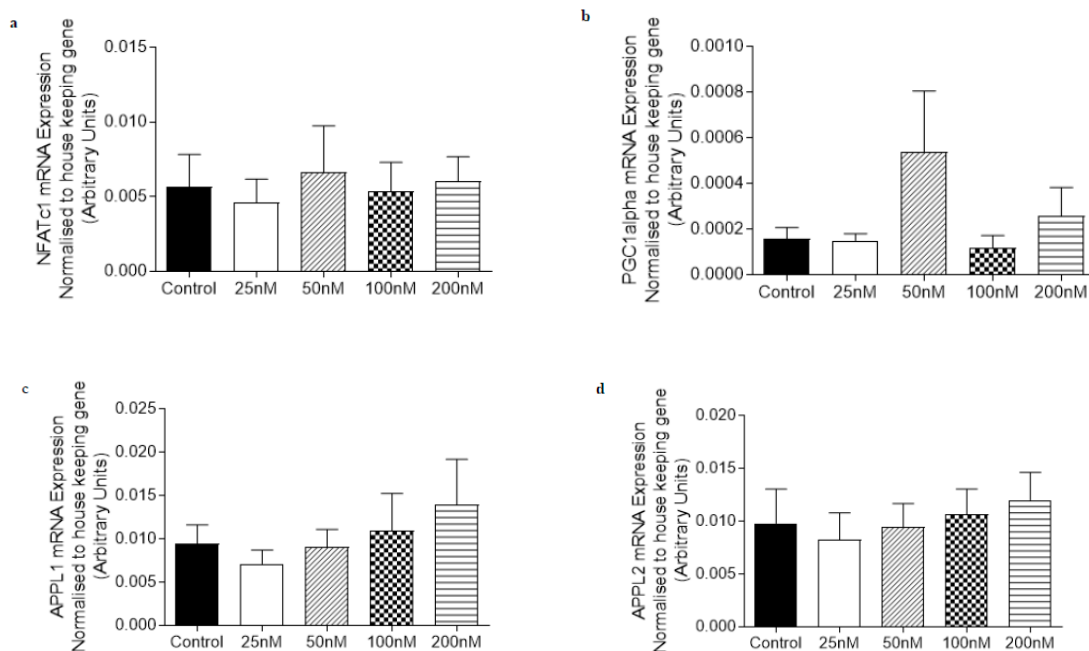 a
NFATc1 mRNA Expression
Normalised to house keeping gene
(Arbitrary Units)
0.015
0.010
0.005
0.000
Control 25nM 50nM 100nM 200nM
b
PGC1alpha mRNA Expression
Normalised to house keeping gene
(Arbitrary Units)
0.0010
0.0008
0.0006
0.0004
0.0002
0.0000
Control 25nM 50nM 100nM 200nM
c
APPL1 mRNA Expression
Normalised to house keeping gene
(Arbitrary Units)
0.025
0.020
0.015
0.010
0.005
0.000
Control 25nM 50nM 100nM 200nM
d
APPL2 mRNA Expression
Normalised to house keeping gene
(Arbitrary Units)
0.020
0.015
0.010
0.005
0.000
Control 25nM 50nM 100nM 200nM